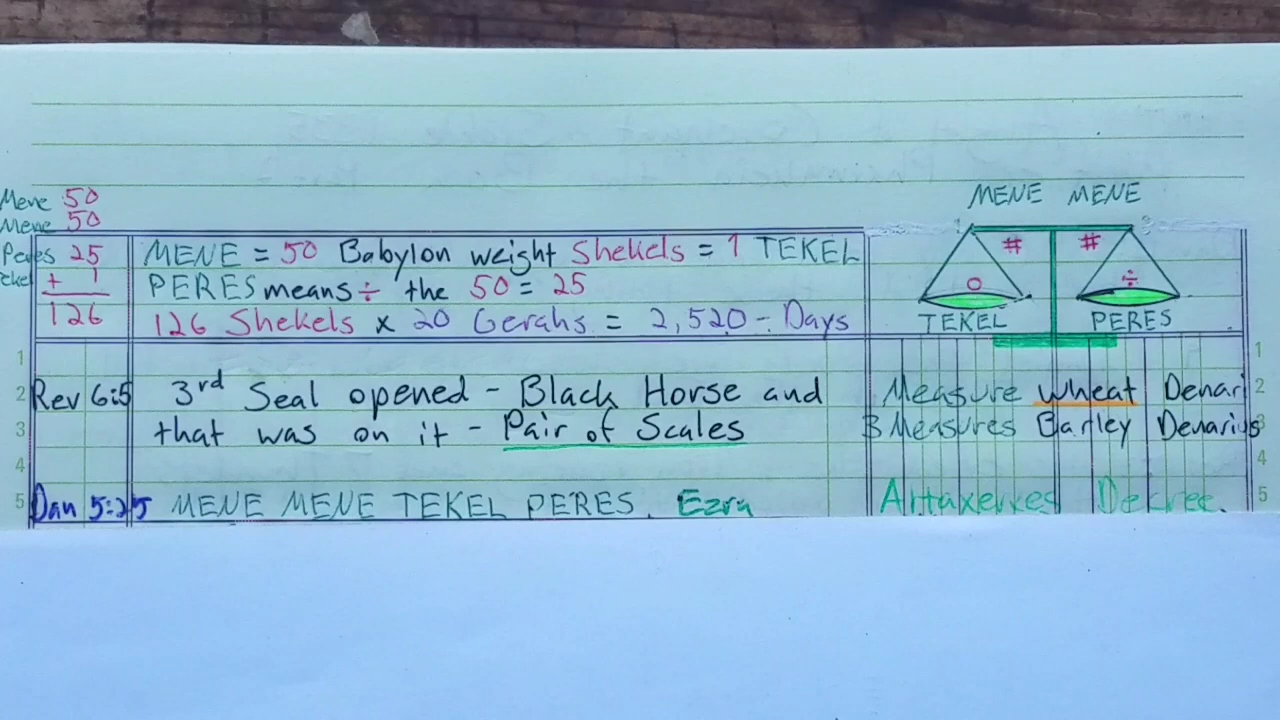 MENE MENE
Mene 50
Mene 50
Peres 25
+ 1
126
MENE = 50 Babylon weight Shekels = 1 TEKEL
PERES means ÷ the 50 = 25
126 Shekels x 20 Gerahs = 2,520 - Days
# #
0 ÷
TEKEL PERES
1 1
2 Rev 6:5 3rd Seal opened - Black Horse and Measure Wheat Denari 2
3 that was on it - Pair of Scales 3 Measures Barley Denarius 3
4 4
5 Dan 5:25 MENE MENE TEKEL PERES. Ezra Artaxerxes Decree. 5